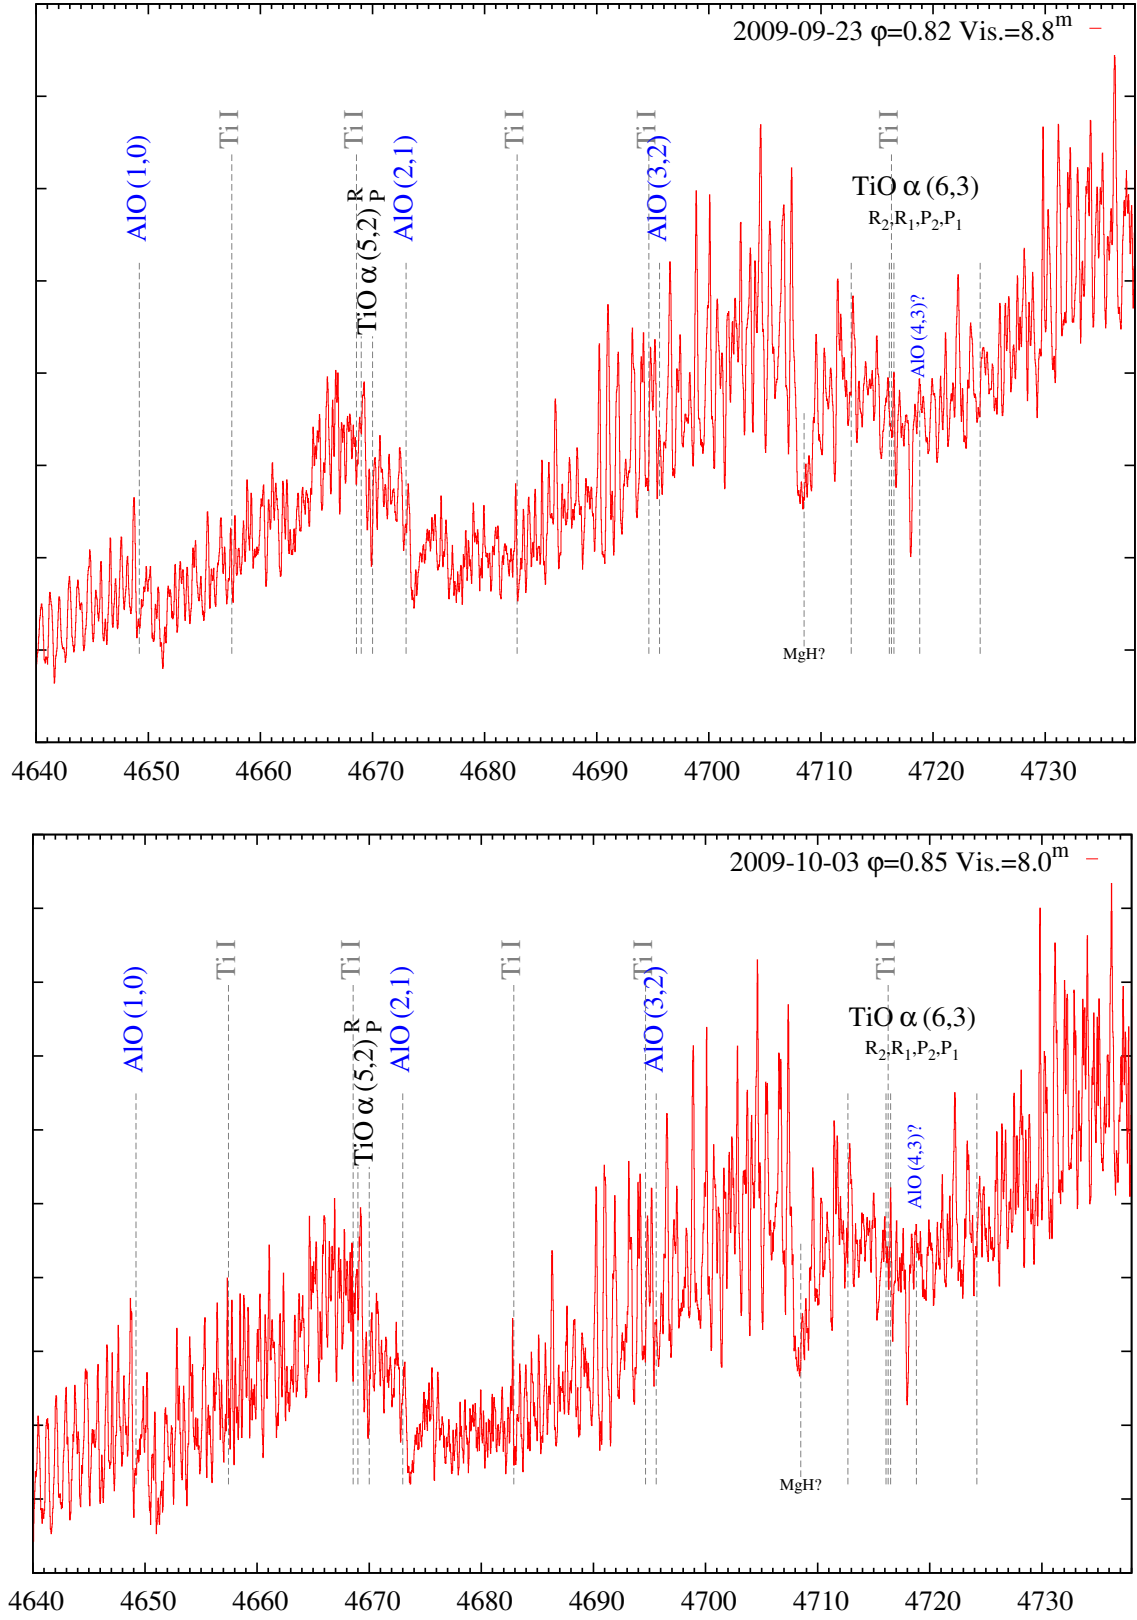 2009-09-23 φ=0.82 Vis.=8.8m
AlO (1,0)
Ti I
Ti I
TiO α (5,2) R P
AlO (2,1)
Ti I
Ti I
AlO (3,2)
Ti I
TiO α (6,3)
R2,R1,P2,P1
AlO (4,3)?
MgH?
4640 4650 4660 4670 4680 4690 4700 4710 4720 4730
2009-10-03 φ=0.85 Vis.=8.0m
AlO (1,0)
Ti I
Ti I
TiO α (5,2) R P
AlO (2,1)
Ti I
Ti I
AlO (3,2)
Ti I
TiO α (6,3)
R2,R1,P2,P1
AlO (4,3)?
MgH?
4640 4650 4660 4670 4680 4690 4700 4710 4720 4730